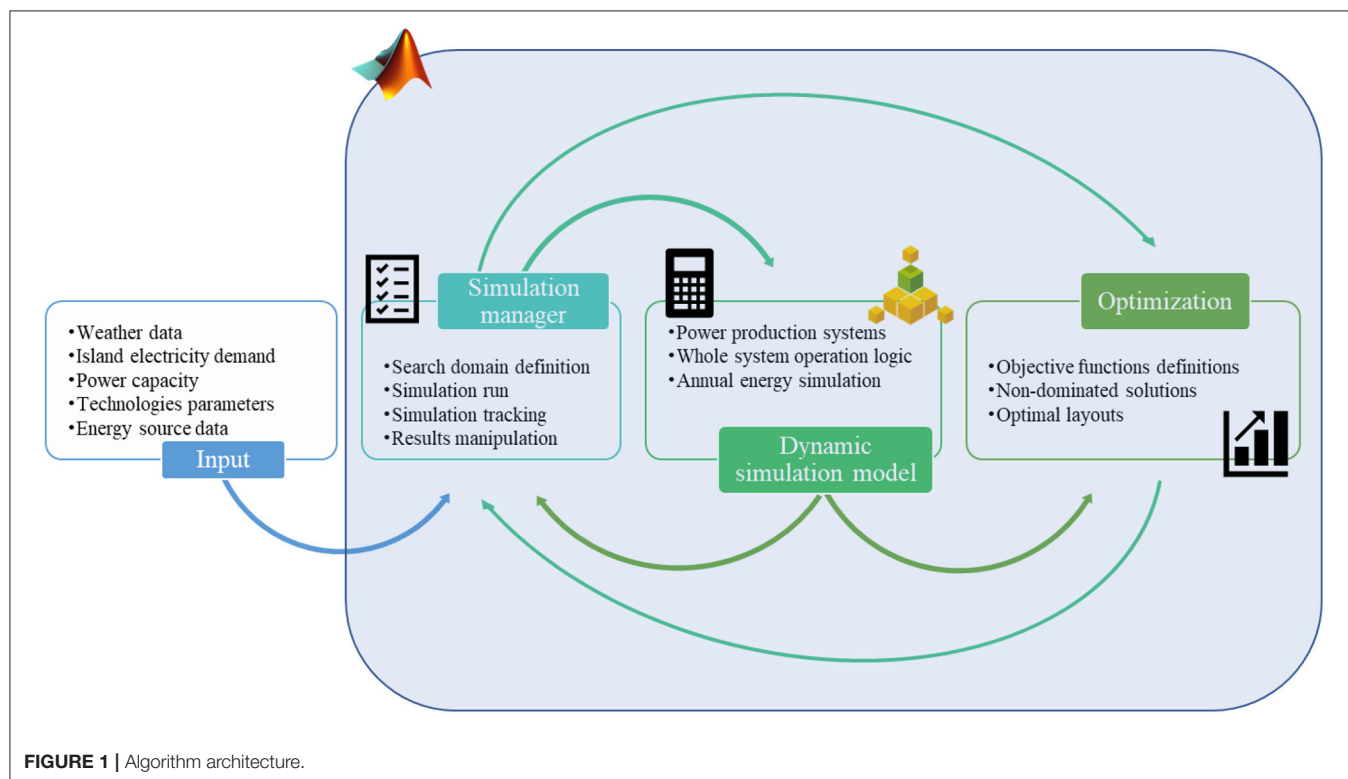 •Weather data
•Island electricity demand
•Power capacity
•Technologies parameters
•Energy source data
Input
Simulation
manager
•Search domain definition
•Simulation run
•Simulation tracking
•Results manipulation
•Power production systems
•Whole system operation logic
•Annual energy simulation
Dynamic
simulation model
Optimization
•Objective functions definitions
•Non-dominated solutions
•Optimal layouts
FIGURE 1 | Algorithm architecture.